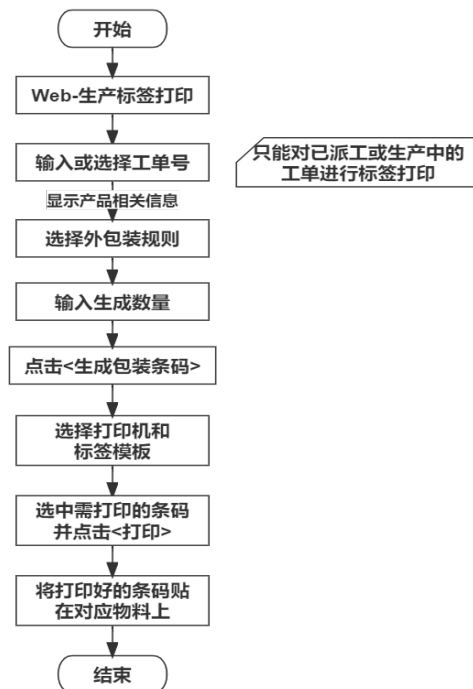 开始
Web-生产标签打印
输入或选择工单号
只能对已派工或生产中的
工单进行标签打印
显示产品相关信息
选择外包装规则
输入生成数量
点击<生成包装条码>
选择打印机和
标签模板
选中需打印的条码
并点击<打印>
将打印好的条码贴
在对应物料上
结束